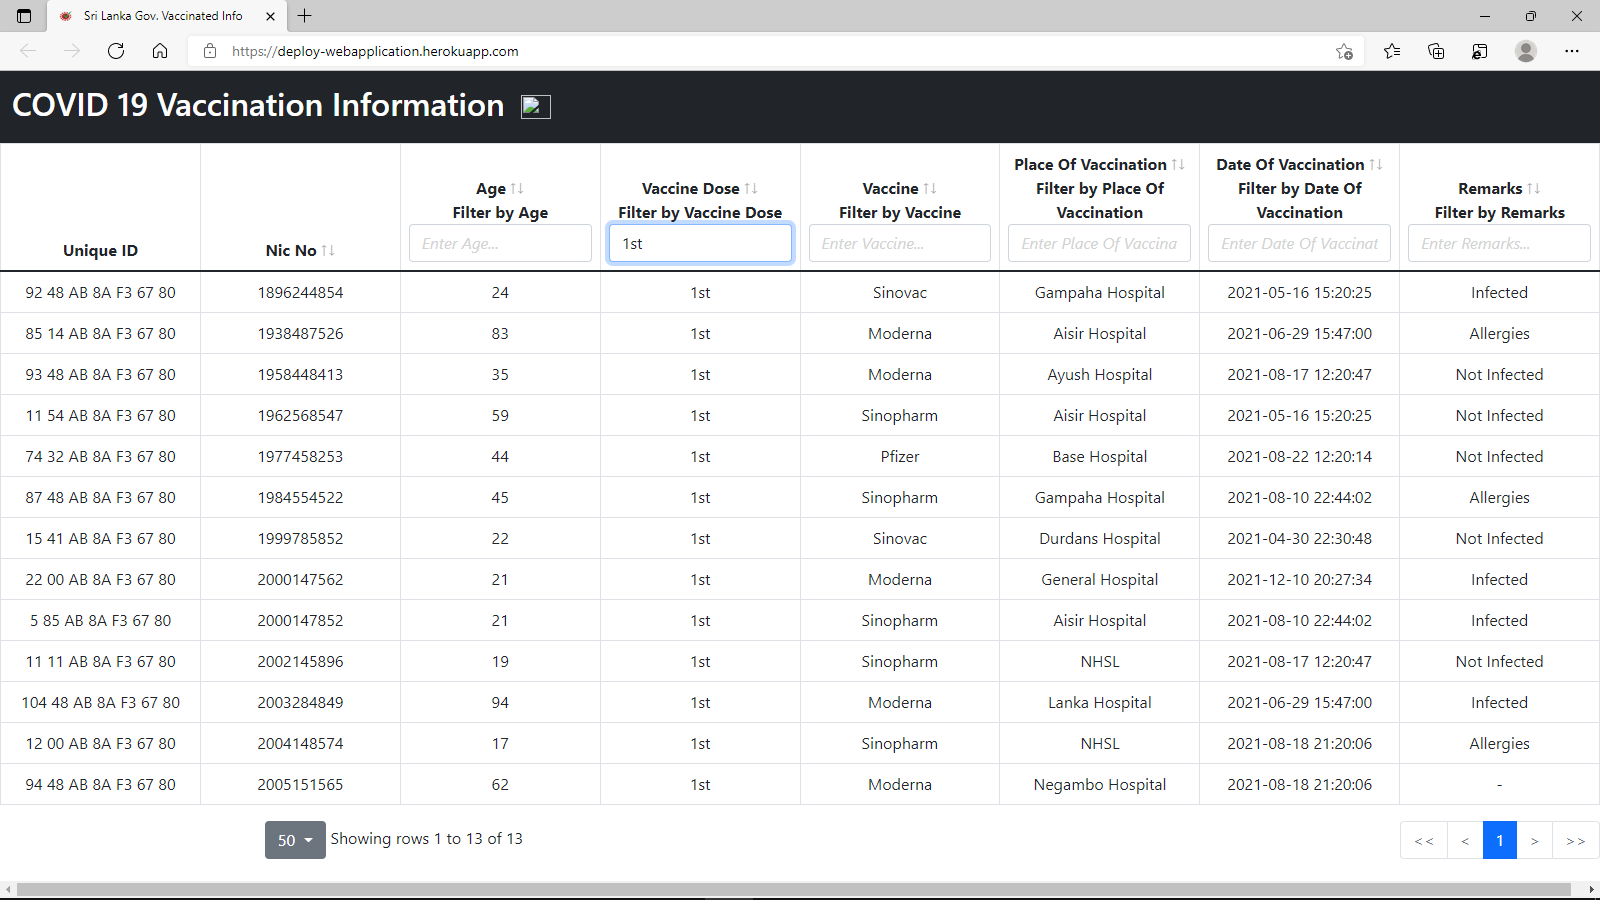 Sri Lanka Gov. Vaccinated Info
https://deploy-webapplication.herokuapp.com
COVID 19 Vaccination Information
Unique ID
Nic No ↑↓
Age ↑↓
Filter by Age
Enter Age...
Vaccine Dose ↑↓
Filter by Vaccine Dose
1st
Vaccine ↑↓
Filter by Vaccine
Enter Vaccine...
Place Of Vaccination ↑↓
Filter by Place Of
Vaccination
Enter Place Of Vaccina
Date Of Vaccination ↑↓
Filter by Date Of
Vaccination
Enter Date Of Vaccinat
Remarks ↑↓
Filter by Remarks
Enter Remarks...
92 48 AB 8A F3 67 80 1896244854 24 1st Sinovac Gampaha Hospital 2021-05-16 15:20:25 Infected
85 14 AB 8A F3 67 80 1938487526 83 1st Moderna Aisir Hospital 2021-06-29 15:47:00 Allergies
93 48 AB 8A F3 67 80 1958448413 35 1st Moderna Ayush Hospital 2021-08-17 12:20:47 Not Infected
11 54 AB 8A F3 67 80 1962568547 59 1st Sinopharm Aisir Hospital 2021-05-16 15:20:25 Not Infected
74 32 AB 8A F3 67 80 1977458253 44 1st Pfizer Base Hospital 2021-08-22 12:20:14 Not Infected
87 48 AB 8A F3 67 80 1984554522 45 1st Sinopharm Gampaha Hospital 2021-08-10 22:44:02 Allergies
15 41 AB 8A F3 67 80 1999785852 22 1st Sinovac Durdans Hospital 2021-04-30 22:30:48 Not Infected
22 00 AB 8A F3 67 80 2000147562 21 1st Moderna General Hospital 2021-12-10 20:27:34 Infected
5 85 AB 8A F3 67 80 2000147852 21 1st Sinopharm Aisir Hospital 2021-08-10 22:44:02 Infected
11 11 AB 8A F3 67 80 2002145896 19 1st Sinopharm NHSL 2021-08-17 12:20:47 Not Infected
104 48 AB 8A F3 67 80 2003284849 94 1st Moderna Lanka Hospital 2021-06-29 15:47:00 Infected
12 00 AB 8A F3 67 80 2004148574 17 1st Sinopharm NHSL 2021-08-18 21:20:06 Allergies
94 48 AB 8A F3 67 80 2005151565 62 1st Moderna Negambo Hospital 2021-08-18 21:20:06 -
50 Showing rows 1 to 13 of 13 << < 1 > >>